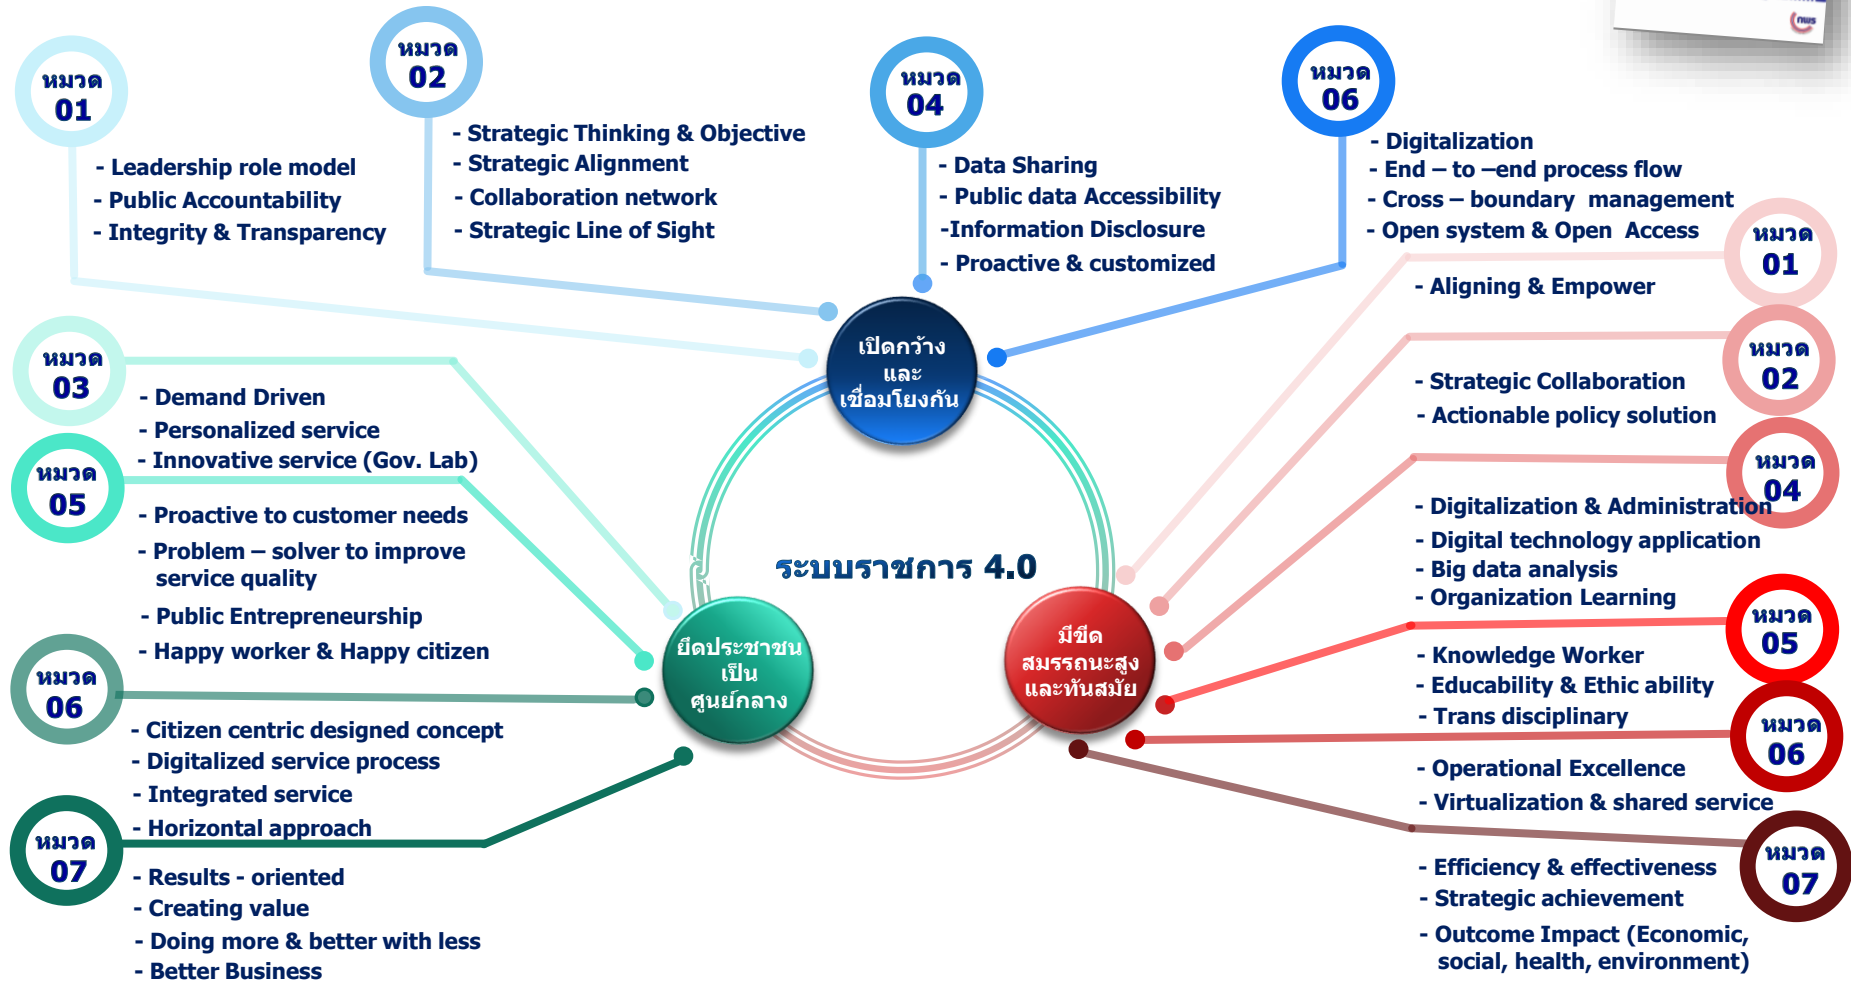 กพร
หมวด
01
- Leadership role model
- Public Accountability
- Integrity & Transparency
หมวด
02
- Strategic Thinking & Objective
- Strategic Alignment
- Collaboration network
- Strategic Line of Sight
หมวด
04
- Data Sharing
- Public data Accessibility
-Information Disclosure
- Proactive & customized
หมวด
06
- Digitalization
- End – to –end process flow
- Cross – boundary management
- Open system & Open Access
เปิดกว้าง
และ
เชื่อมโยงกัน
หมวด
03
- Demand Driven
- Personalized service
- Innovative service (Gov. Lab)
หมวด
05
- Proactive to customer needs
- Problem – solver to improve
service quality
- Public Entrepreneurship
- Happy worker & Happy citizen
หมวด
06
- Citizen centric designed concept
- Digitalized service process
- Integrated service
- Horizontal approach
หมวด
07
- Results - oriented
- Creating value
- Doing more & better with less
- Better Business
ระบบราชการ 4.0
ยึดประชาชน
เป็น
ศูนย์กลาง
มีขีด
สมรรถนะสูง
และทันสมัย
หมวด
01
- Aligning & Empower
หมวด
02
- Strategic Collaboration
- Actionable policy solution
หมวด
04
- Digitalization & Administration
- Digital technology application
- Big data analysis
- Organization Learning
หมวด
05
- Knowledge Worker
- Educability & Ethic ability
- Trans disciplinary
หมวด
06
- Operational Excellence
- Virtualization & shared service
หมวด
07
- Efficiency & effectiveness
- Strategic achievement
- Outcome Impact (Economic,
social, health, environment)